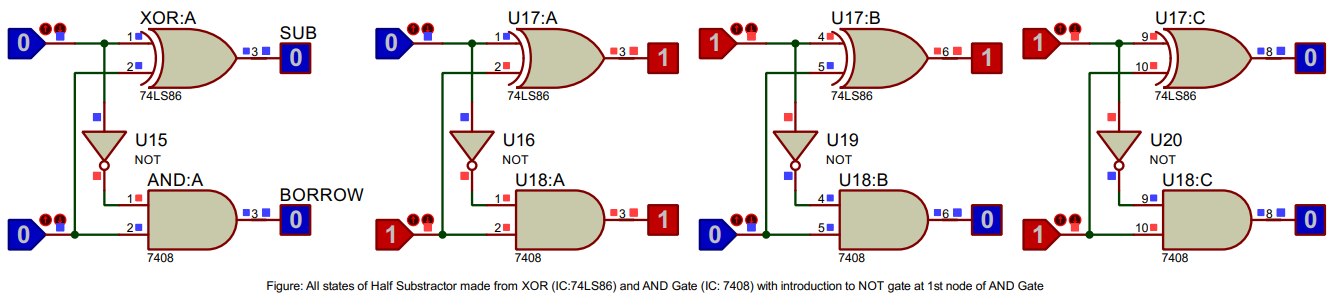 XOR:A
0
1
2
3
SUB
0
74LS86
U15
NOT
AND:A
0
1
2
3
BORROW
0
7408
U17:A
0
1
2
3
1
74LS86
U16
NOT
U18:A
1
1
2
3
1
7408
U17:B
1
4
5
6
1
74LS86
U19
NOT
U18:B
0
4
5
6
0
7408
U17:C
1
9
10
8
0
74LS86
U20
NOT
U18:C
1
9
10
8
0
7408
Figure: All states of Half Substractor made from XOR (IC:74LS86) and AND Gate (IC: 7408) with introduction to NOT gate at 1st node of AND Gate